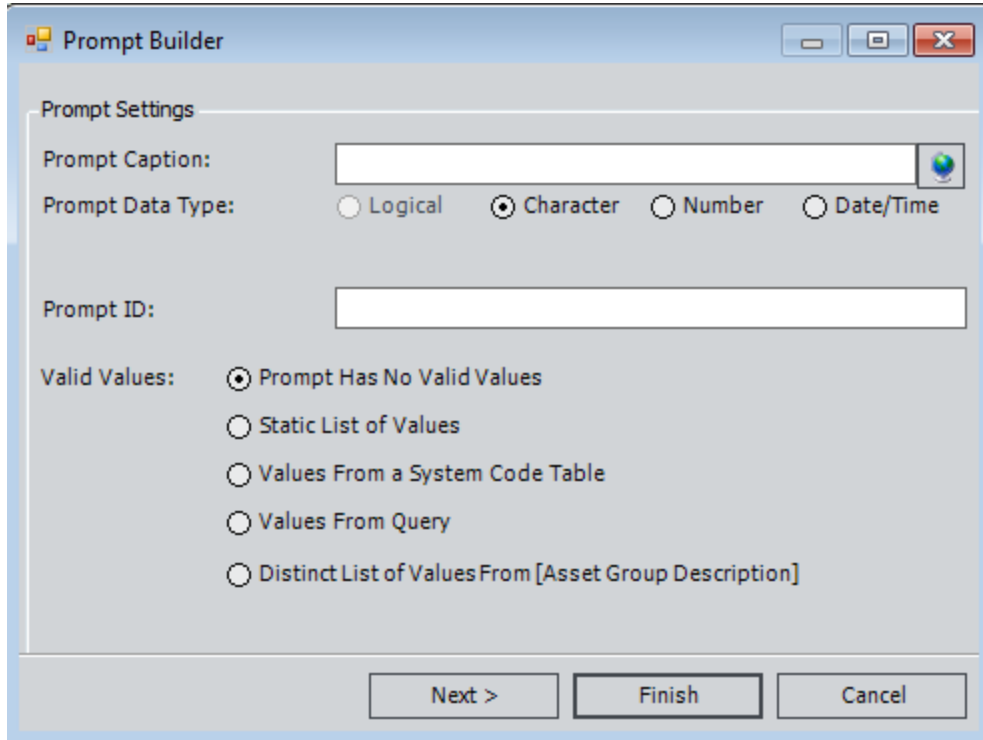 Prompt Builder
Prompt Settings
Prompt Caption:
Prompt Data Type: Logical Character Number Date/Time
Prompt ID:
Valid Values: Prompt Has No Valid Values
Static List of Values
Values From a System Code Table
Values From Query
Distinct List of Values From [Asset Group Description]
Next > Finish Cancel